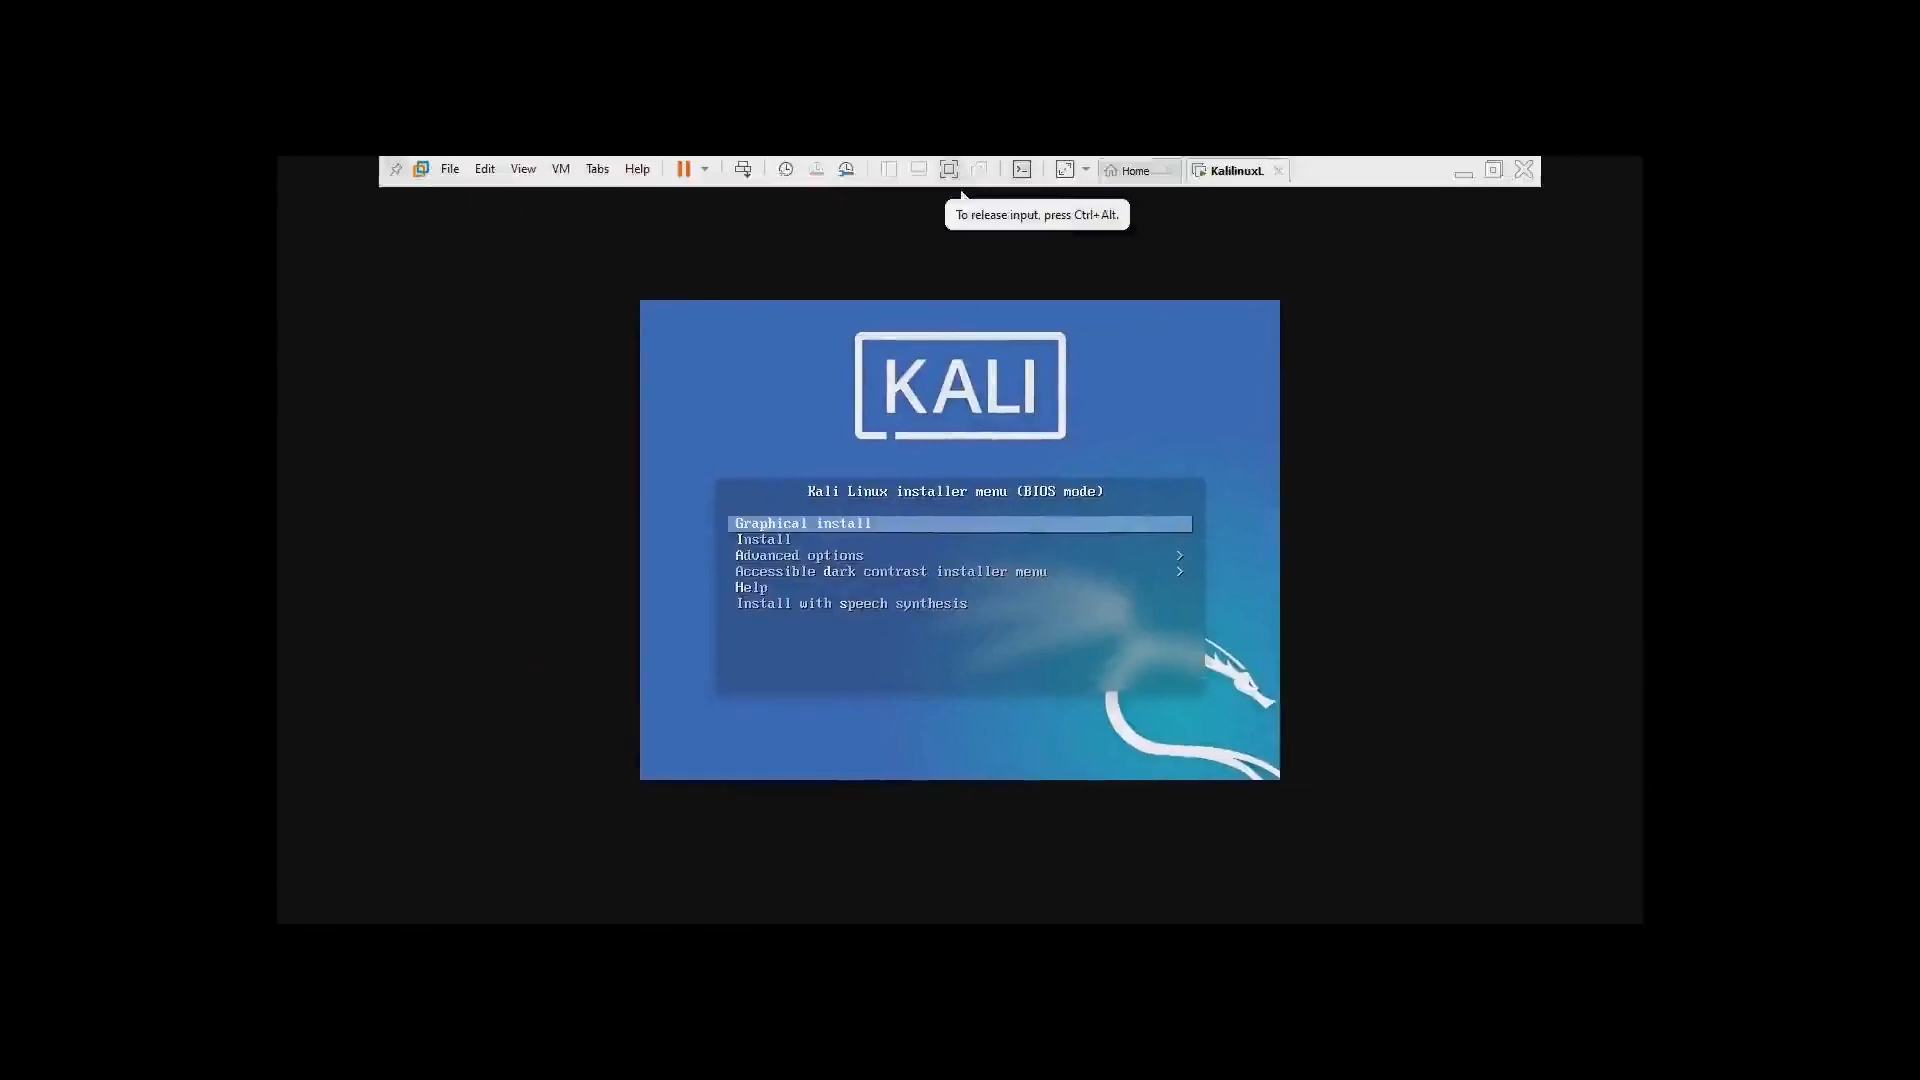 File Edit View VM Tabs Help Home KalilinuxL
To release input, press Ctrl+Alt.
KALI
Kali Linux installer menu (BIOS mode)
Graphical install
Install
Advanced options >
Accessible dark contrast installer menu >
Help
Install with speech synthesis